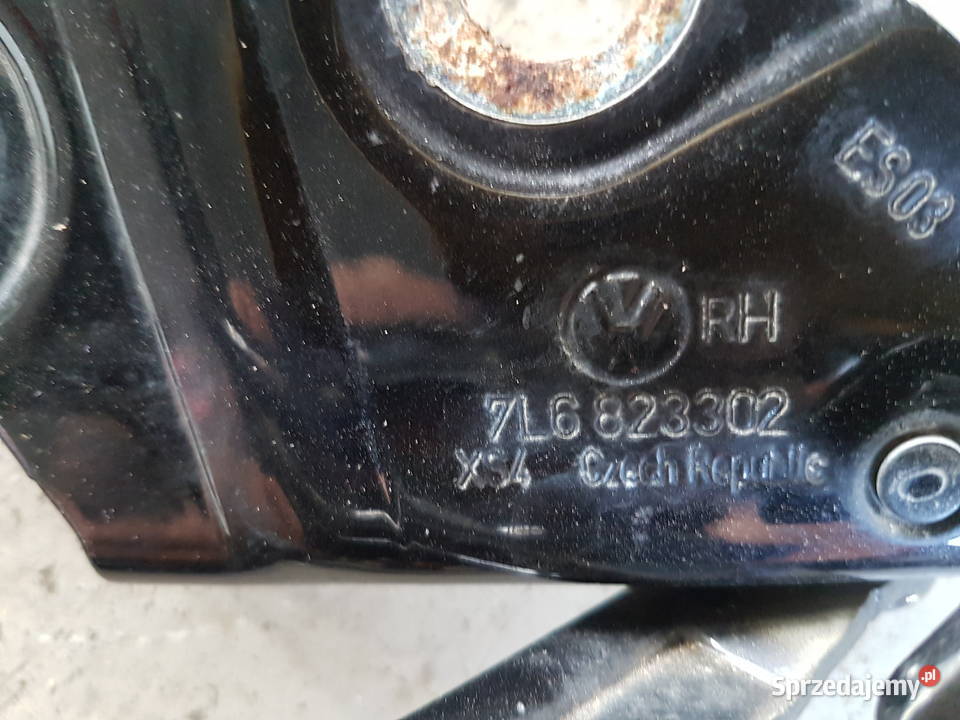 ES03
RH
7L6 823302
XS4 Czech Republic
Sprzedajemy.pl